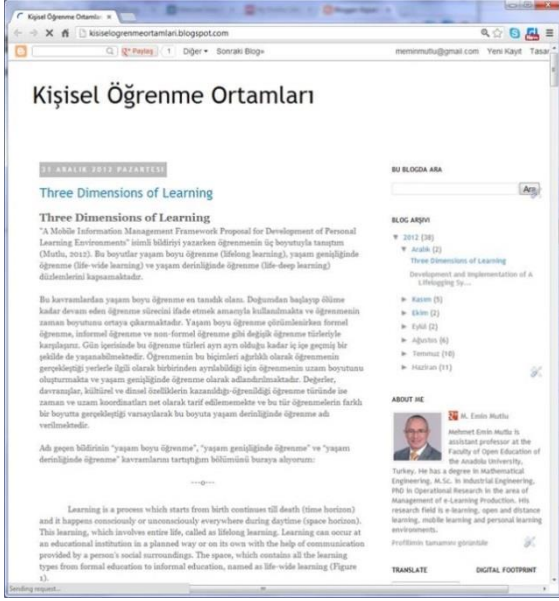 Kişisel Öğrenme Ortamla
kisiselogrenmeortamlari.blogspot.com
Paylaş
1
Diğer
Sonraki Blog»
meminmutlu@gmail.com
Yeni Kayıt
Tasar
Kişisel Öğrenme Ortamları
31 ARALIK 2012 PAZARTESI
Three Dimensions of Learning
Three Dimensions of Learning
"A Mobile Information Management Framework Proposal for Development of Personal
Learning Environments" isimli bildiriyi yazarken öğrenmenin üç boyutuyla tanıştım
(Mutlu, 2012). Bu boyutlar yaşam boyu öğrenme (lifelong learning), yaşam genişliğinde
öğrenme (life-wide learning) ve yaşam derinliğinde öğrenme (life-deep learning)
düzlemlerini kapsamaktadır.
Bu kavramlardan yaşam boyu öğrenme en tanıdık olanı. Doğumdan başlayıp ölüme
kadar devam eden öğrenme sürecini ifade etmek amacıyla kullanılmakta ve öğrenmenin
zaman boyutunu ortaya çıkarmaktadır. Yaşam boyu öğrenme çözümlenirken formel
öğrenme, informel öğrenme ve non-formel öğrenme gibi değişik öğrenme türleriyle
karşılaşırız. Gün içerisinde bu öğrenme türleri ayrı ayrı olduğu kadar iç içe geçmiş bir
şekilde de yaşanabilmektedir. Öğrenmenin bu biçimleri ağırlıklı olarak öğrenmenin
gerçekleştiği yerlerle ilgili olarak birbirinden ayrılabildiği için öğrenmenin uzam boyutunu
oluşturmakta ve yaşam genişliğinde öğrenme olarak adlandırılmaktadır. Değerler,
davranışlar, kültürel ve dinsel özelliklerin kazanıldığı-öğrenildiği öğrenme türünde ise
zaman ve uzam koordinatları net olarak tarif edilememekte ve bu tür öğrenmelerin farklı
bir boyutta gerçekleştiği varsayılarak bu boyuta yaşam derinliğinde öğrenme adı
verilmektedir.
Adı geçen bildirinin "yaşam boyu öğrenme", "yaşam genişliğinde öğrenme" ve "yaşam
derinliğinde öğrenme" kavramlarını tartıştığım bölümünü buraya alıyorum:
---o---
Learning is a process which starts from birth continues till death (time horizon)
and it happens consciously or unconsciously everywhere during daytime (space horizon).
This learning, which involves entire life, called as lifelong learning. Learning can occur at
an educational institution in a planned way or on its own with the help of communication
provided by a person's social surroundings. The space, which contains all the learning
types from formal education to informal education, named as life-wide learning (Figure
1).
BU BLOGDA ARA
Ara
BLOG ARŞIVI
▼ 2012 (38)
▼ Aralık (2)
Three Dimensions of Learning
Development and Implementation of A
Lifelogging Sy...
► Kasım (5)
► Ekim (2)
► Eylül (2)
► Ağustos (6)
► Temmuz (10)
► Haziran (11)
ABOUT ME
M. Emin Mutlu
Mehmet Emin Mutlu is
assistant professor at the
Faculty of Open Education of
the Anadolu University,
Turkey. He has a degree in Mathematical
Engineering, M.Sc. in Industrial Engineering,
PhD in Operational Research in the area of
Management of e-Learning Production. His
research field is e-learning, open and distance
learning, mobile learning and personal learning
environments.
Profilimin tamamını görüntüle
TRANSLATE
DIGITAL FOOTPRINT
Sending request...